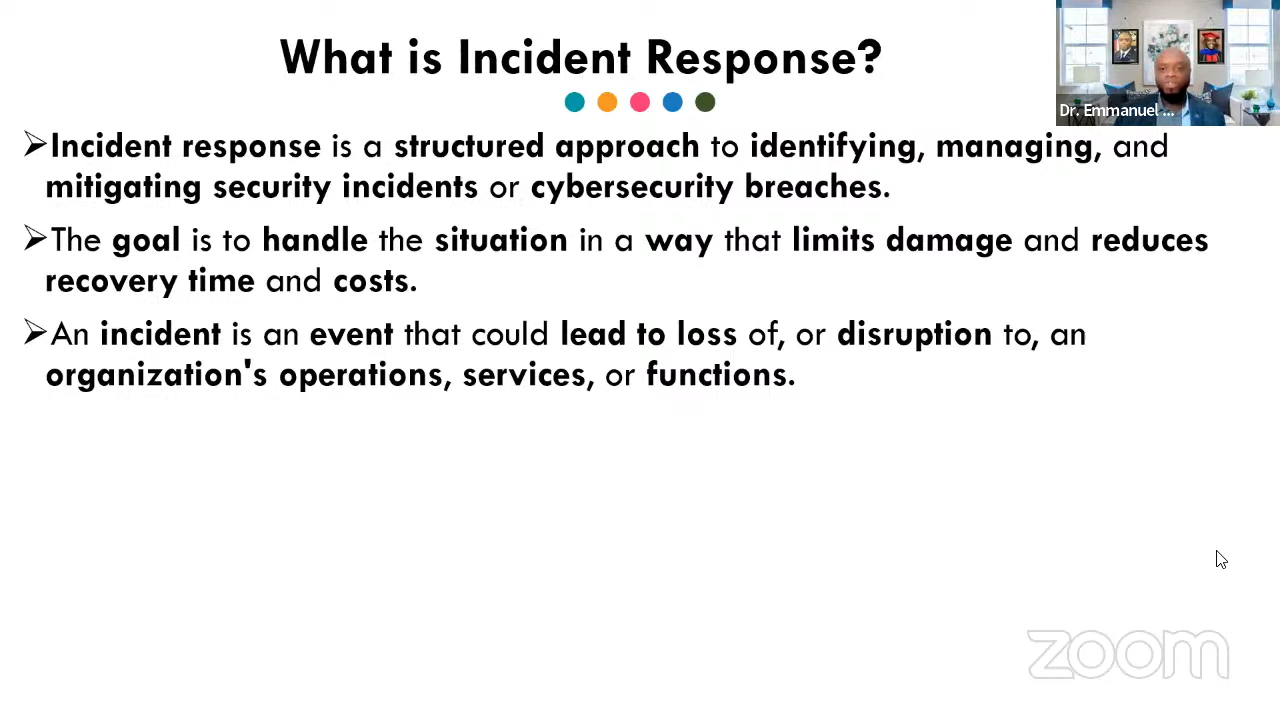 What is Incident Response?
Dr. Emmanuel ...
➢Incident response is a structured approach to identifying, managing, and
mitigating security incidents or cybersecurity breaches.
➢The goal is to handle the situation in a way that limits damage and reduces
recovery time and costs.
➢An incident is an event that could lead to loss of, or disruption to, an
organization's operations, services, or functions.
zoom